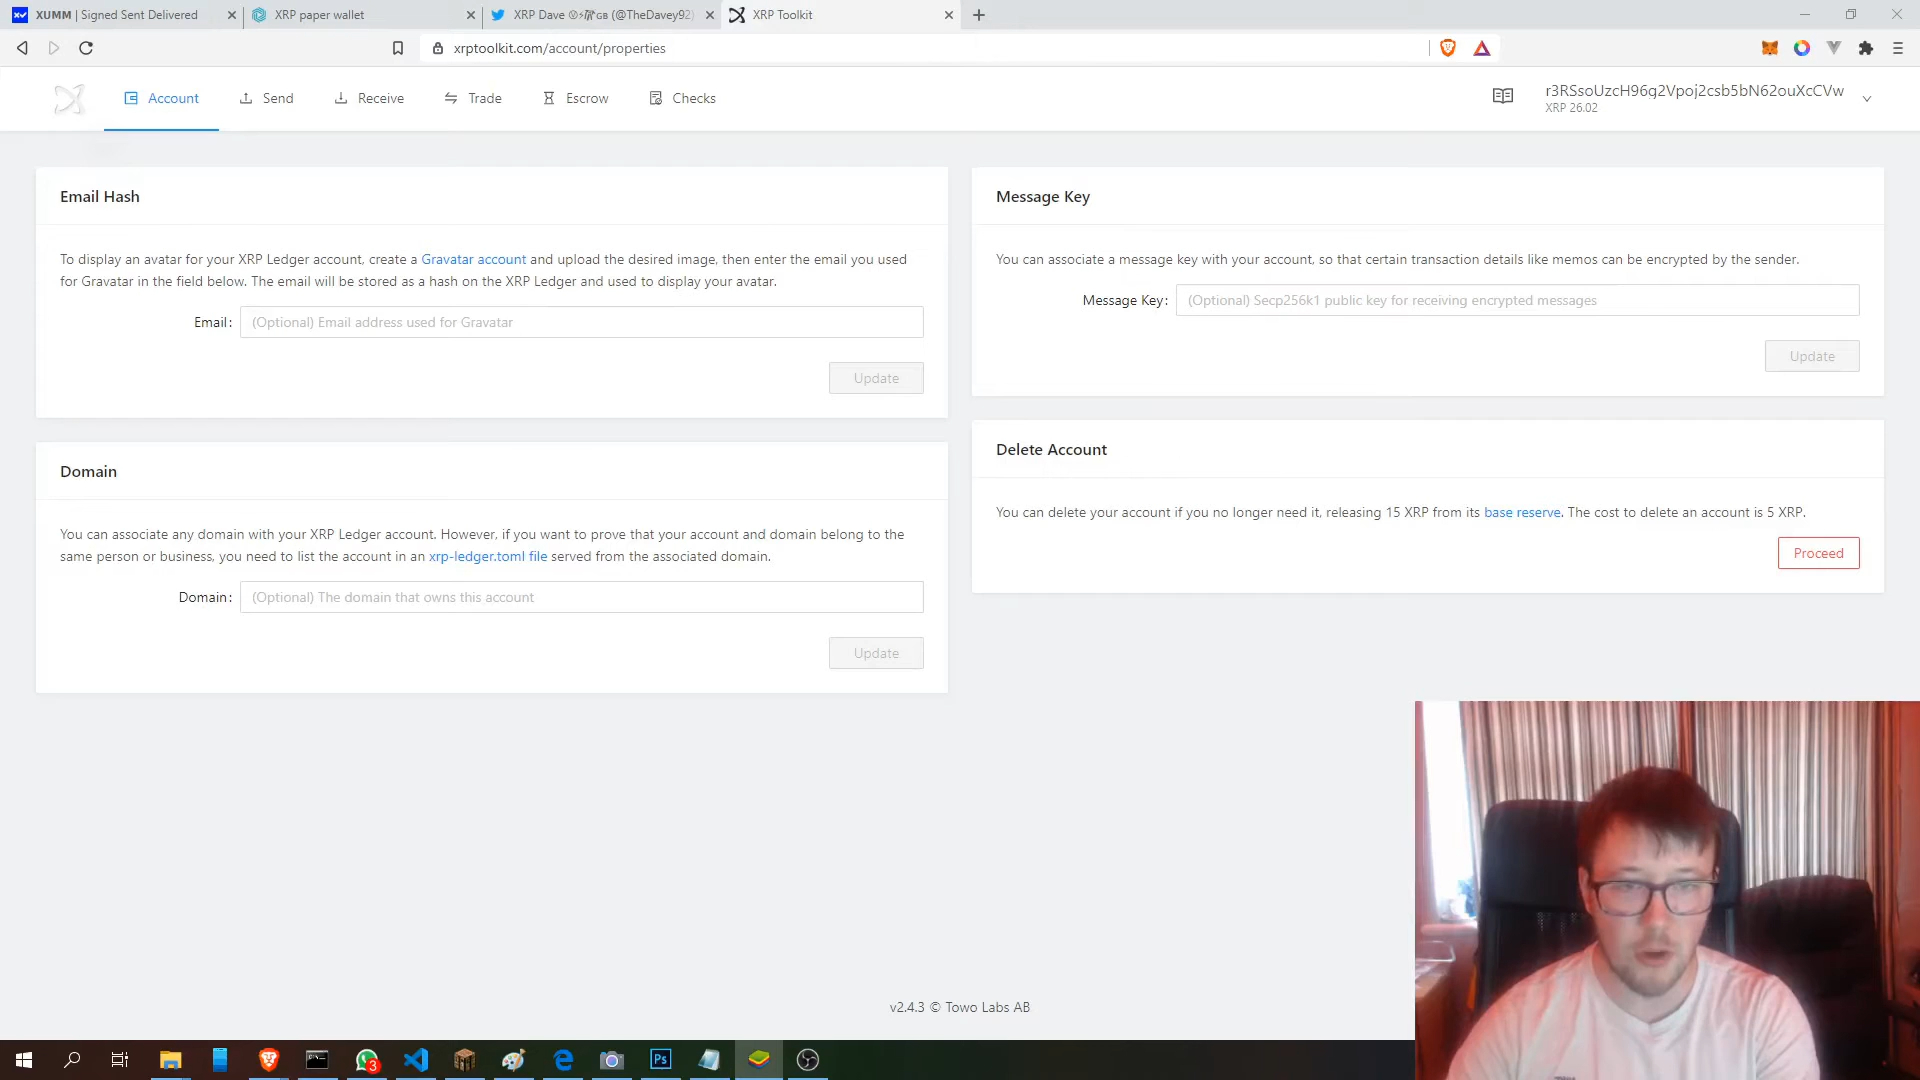 XUMM | Signed Sent Delivered
XRP paper wallet
XRP Dave
(@TheDavey92)
XRP Toolkit
xrptoolkit.com/account/properties
Account
Send
Receive
Trade
Escrow
Checks
r3RSsoUzcH96g2Vpoj2csb5bN62ouXcCVw
XRP 26.02
Email Hash
To display an avatar for your XRP Ledger account, create a Gravatar account and upload the desired image, then enter the email you used
for Gravatar in the field below. The email will be stored as a hash on the XRP Ledger and used to display your avatar.
Email:
(Optional) Email address used for Gravatar
Update
Domain
You can associate any domain with your XRP Ledger account. However, if you want to prove that your account and domain belong to the
same person or business, you need to list the account in an xrp-ledger.toml file served from the associated domain.
Domain:
(Optional) The domain that owns this account
Update
Message Key
You can associate a message key with your account, so that certain transaction details like memos can be encrypted by the sender.
Message Key:
(Optional) Secp256k1 public key for receiving encrypted messages
Update
Delete Account
You can delete your account if you no longer need it, releasing 15 XRP from its base reserve. The cost to delete an account is 5 XRP.
Proceed
v2.4.3 © Towo Labs AB
3
Ps